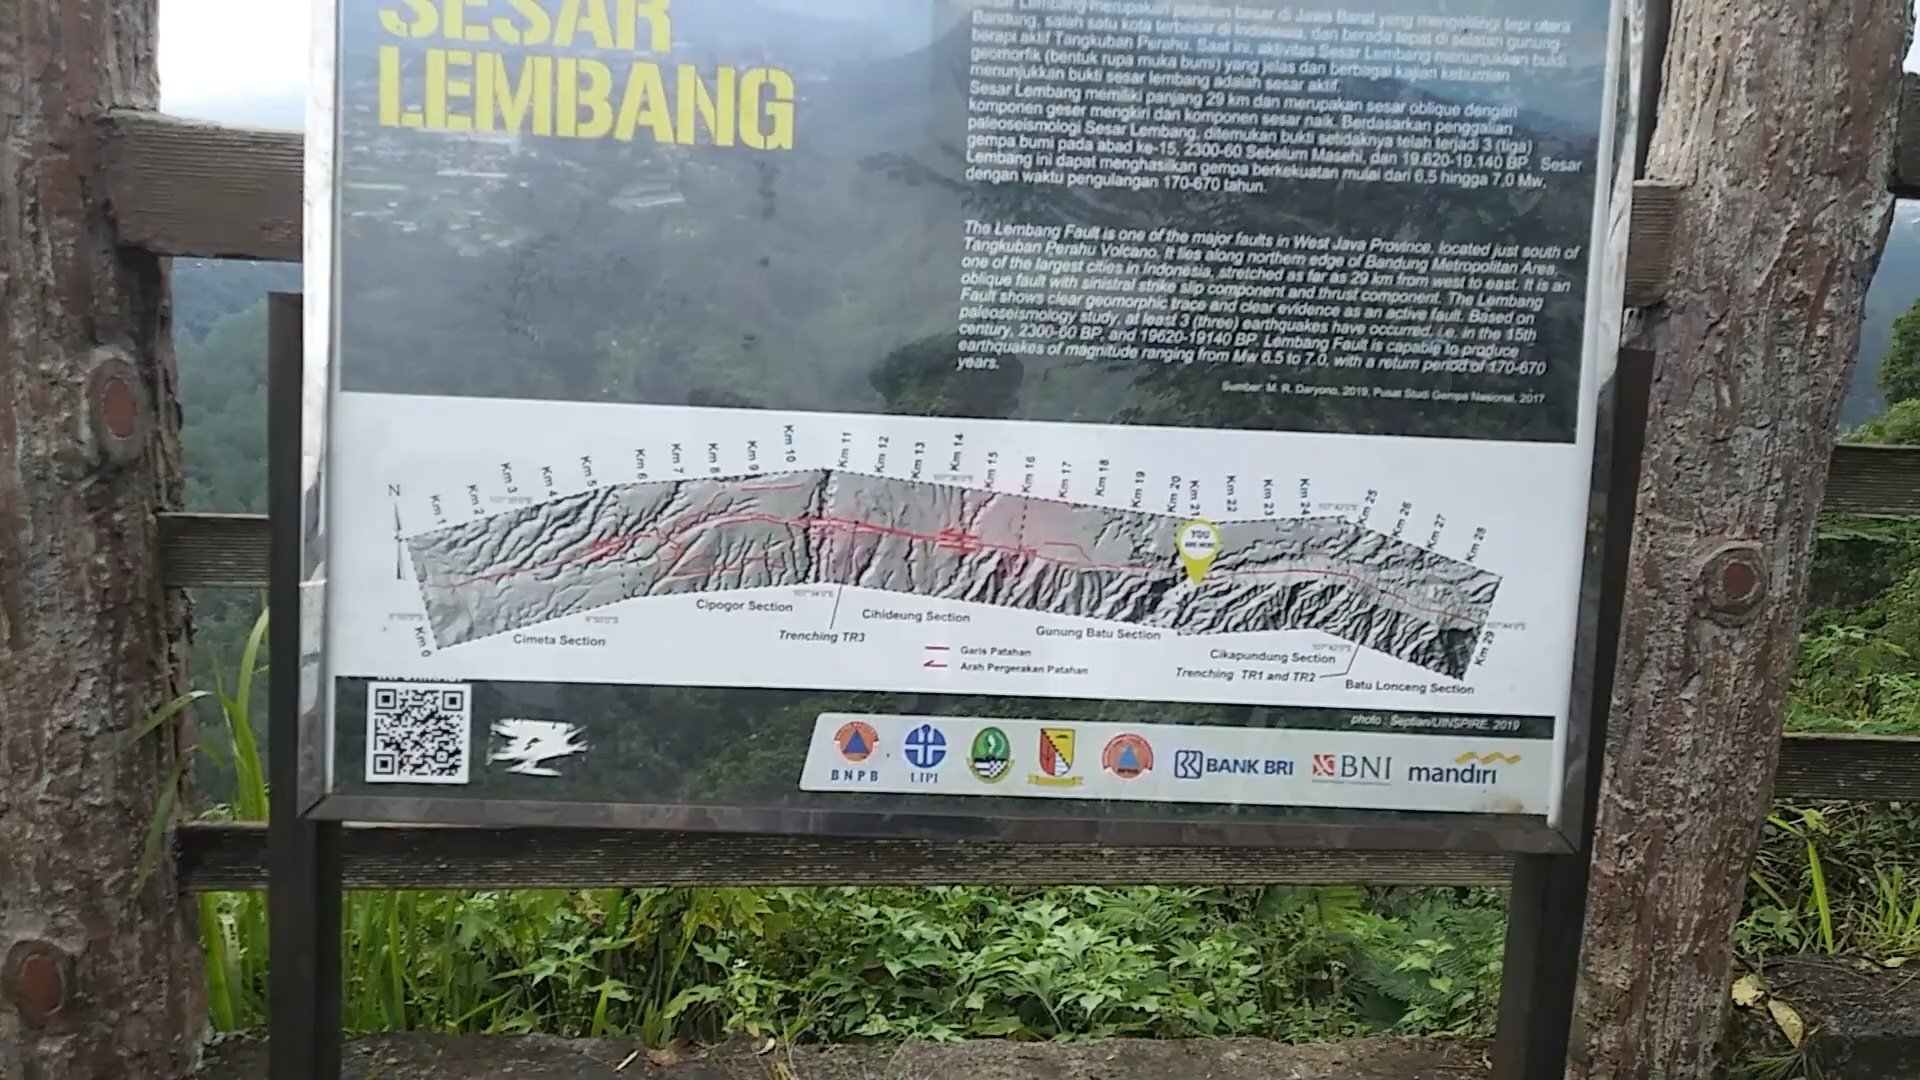 SESAR
LEMBANG
Sesar Lembang merupakan patahan besar di Jawa Barat yang mengelilingi tepi utara
Bandung, salah satu kota terbesar di Indonesia, dan berada tepat di selatan gunung
berapi aktif Tangkuban Perahu. Saat ini, aktivitas Sesar Lembang menunjukkan bukti
geomorfik (bentuk rupa muka bumi) yang jelas dan berbagai kajian kebumian
menunjukkan bukti sesar lembang adalah sesar aktif.
Sesar Lembang memiliki panjang 29 km dan merupakan sesar oblique dengan
komponen geser mengkiri dan komponen sesar naik. Berdasarkan penggalian
paleoseismologi Sesar Lembang, ditemukan bukti setidaknya telah terjadi 3 (tiga)
gempa bumi pada abad ke-15, 2300-60 Sebelum Masehi, dan 19.620-19.140 BP. Sesar
Lembang ini dapat menghasilkan gempa berkekuatan mulai dari 6.5 hingga 7.0 Mw,
dengan waktu pengulangan 170-670 tahun.
The Lembang Fault is one of the major faults in West Java Province, located just south of
Tangkuban Perahu Volcano. It lies along northern edge of Bandung Metropolitan Area,
one of the largest cities in Indonesia, stretched as far as 29 km from west to east. It is an
oblique fault with sinistral strike slip component and thrust component. The Lembang
Fault shows clear geomorphic trace and clear evidence as an active fault. Based on
paleoseismology study, at least 3 (three) earthquakes have occurred, i.e. in the 15th
century, 2300-60 BP, and 19620-19140 BP. Lembang Fault is capable to produce
earthquakes of magnitude ranging from Mw 6.5 to 7.0, with a return period of 170-670
years.
Sumber: M. R. Daryono, 2019, Pusat Studi Gempa Nasional, 2017
N
Km 0
Km 1
Km 2
Km 3
Km 4
Km 5
Km 6
Km 7
Km 8
Km 9
Km 10
Km 11
Km 12
Km 13
Km 14
Km 15
Km 16
Km 17
Km 18
Km 19
Km 20
Km 21
Km 22
Km 23
Km 24
Km 25
Km 26
Km 27
Km 28
Km 29
YOU
ARE HERE
Cimeta Section
Cipogor Section
Trenching TR3
Cihideung Section
Gunung Batu Section
Cikapundung Section
Trenching TR1 and TR2
Batu Lonceng Section
Garis Patahan
Arah Pergerakan Patahan
photo : Septian/UINSPIRE, 2019
BNPB
LIPI
BANK BRI
BNI
mandiri